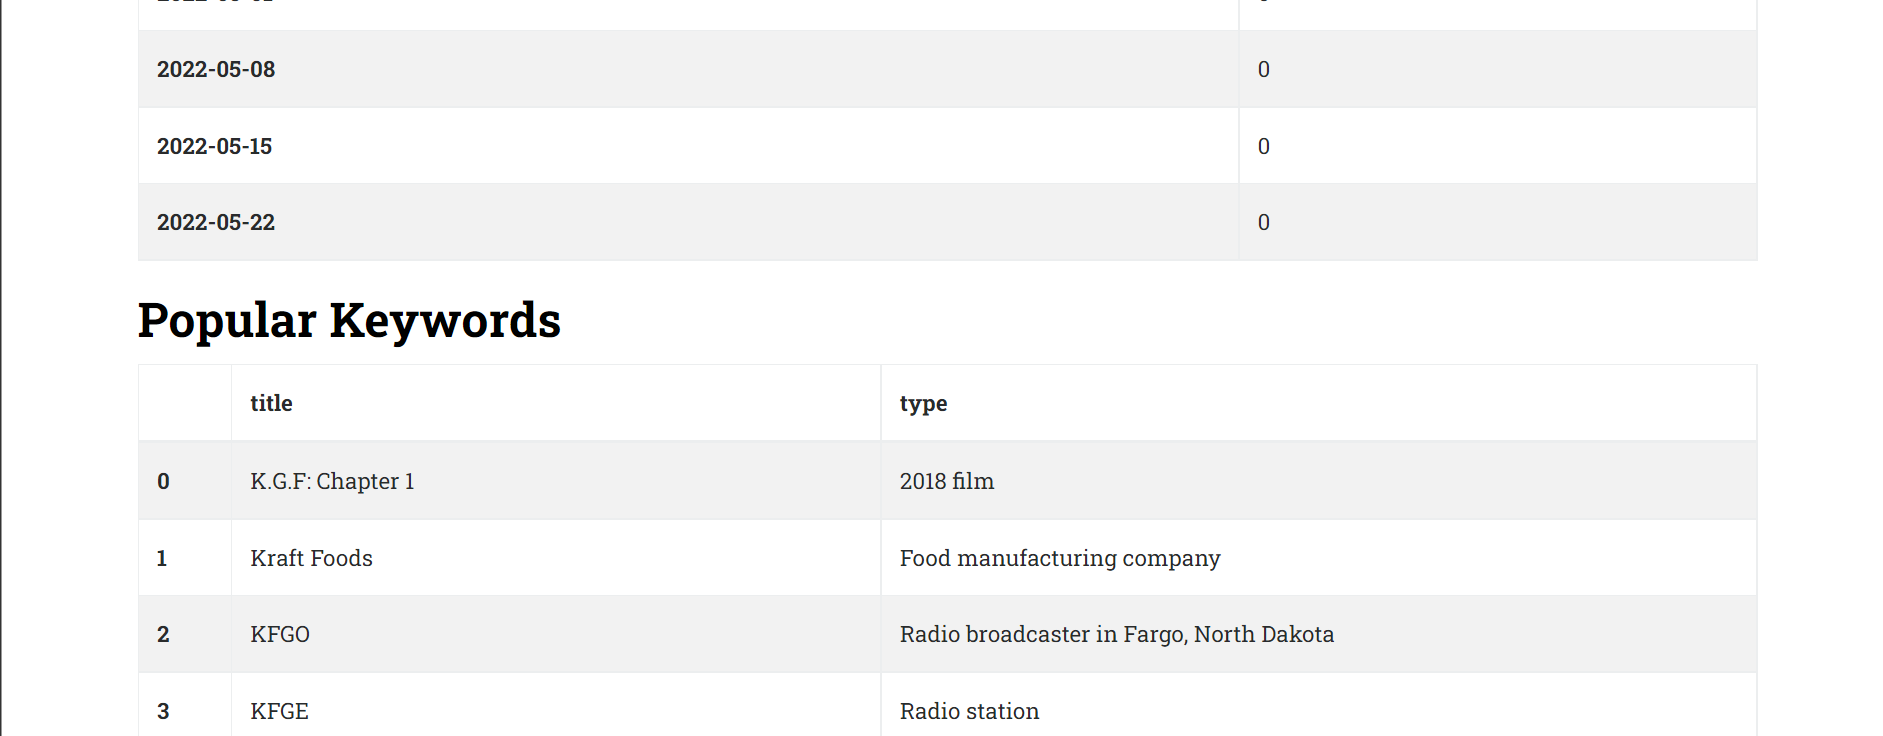 2022-05-08 0
2022-05-15 0
2022-05-22 0
Popular Keywords
title type
0 K.G.F: Chapter 1 2018 film
1 Kraft Foods Food manufacturing company
2 KFGO Radio broadcaster in Fargo, North Dakota
3 KFGE Radio station